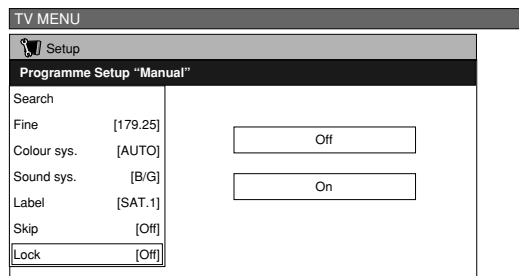 TV MENU
Setup
Programme Setup “Manual”
Search
Fine [179.25]
Colour sys. [AUTO]
Sound sys. [B/G]
Label [SAT.1]
Skip [Off]
Lock [Off]
Off
On